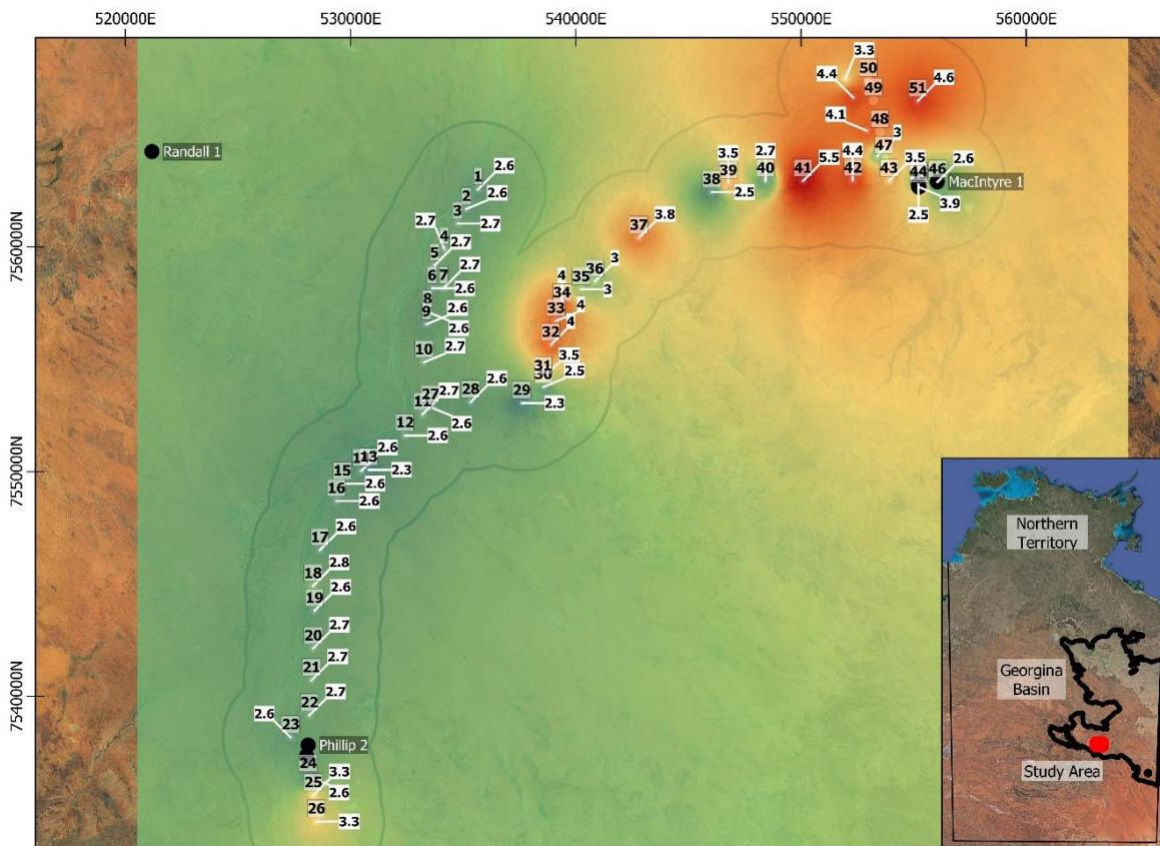 520000E 530000E 540000E 550000E 560000E
3.3
4.4 50
49 4.6
51
4.1 48
3
Randall 1 47
3.5 2.7 4.4 3.5 2.6
2.6 39 40 5.5 42 43 44 46
1 38 41 MacIntyre 1
2 2.6 2.5 3.9
3 2.7 2.5
2.7 3.8
4 2.7 37
7560000N
5
6 7 2.7 4 36 3
2.6 35
8 34 3
9 2.6 33 4
2.6 32 4
10 2.7 31 3.5
30 2.5
27 2.7 28 2.6 29
11 2.3
12 2.6
2.6
13 2.6
7550000N 15 2.3
16 2.6
2.6
17 2.6
18 2.8
19 2.6
20 2.7
21 2.7
7540000N 22 2.7
2.6 23
Phillip 2
24
25 3.3
2.6
26
3.3
Northern
Territory
Georgina
Basin
Study Area